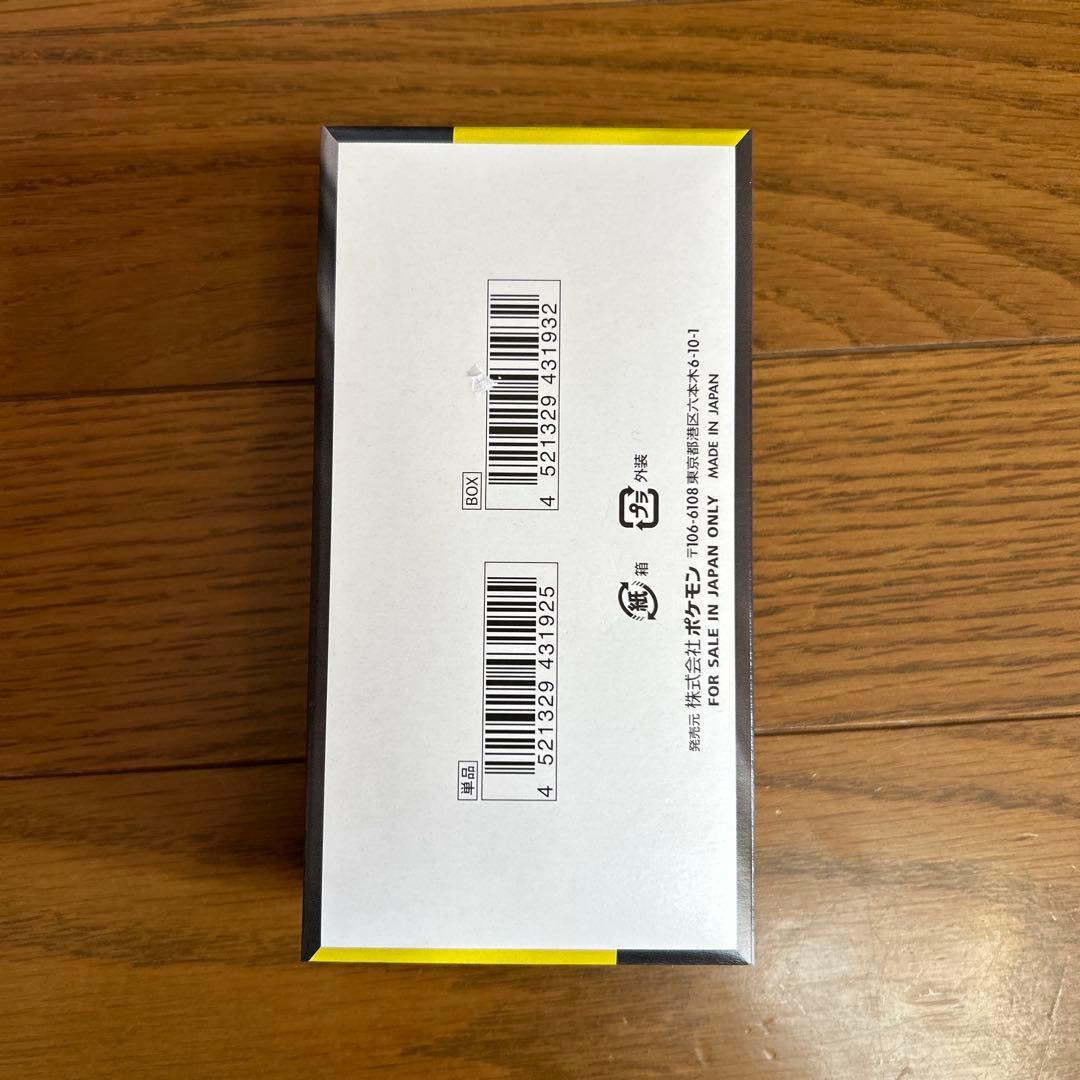 単品
4 521329 431925
BOX
4 521329 431932
紙 箱
プラ 外装
発売元 株式会社ポケモン 〒106-6108 東京都港区六本木6-10-1
FOR SALE IN JAPAN ONLY MADE IN JAPAN